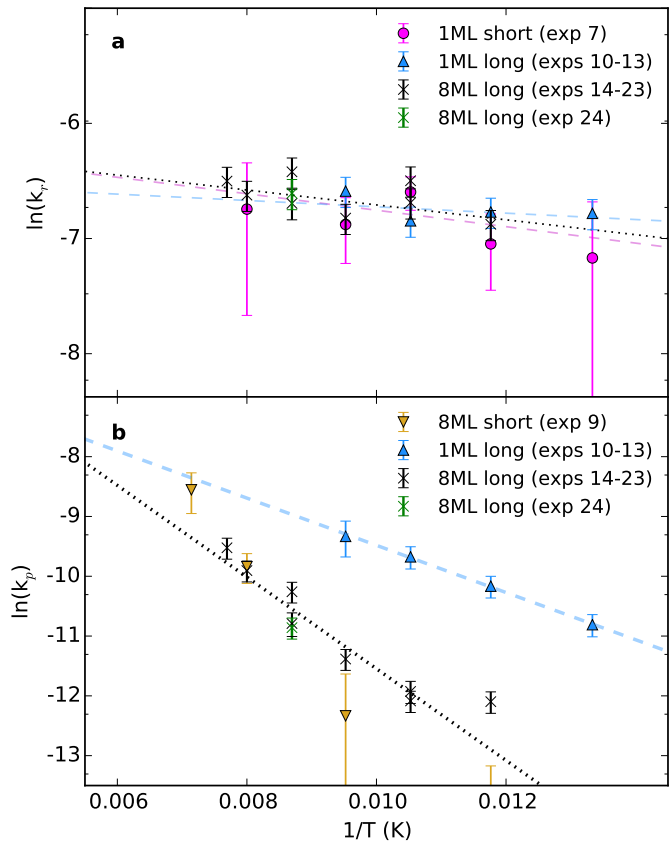 a
1ML short (exp 7)
1ML long (exps 10-13)
8ML long (exps 14-23)
8ML long (exp 24)
-6
-7
-8
ln(kr)
b
8ML short (exp 9)
1ML long (exps 10-13)
8ML long (exps 14-23)
8ML long (exp 24)
-8
-9
-10
-11
-12
-13
ln(kp)
0.006 0.008 0.010 0.012
1/T (K)